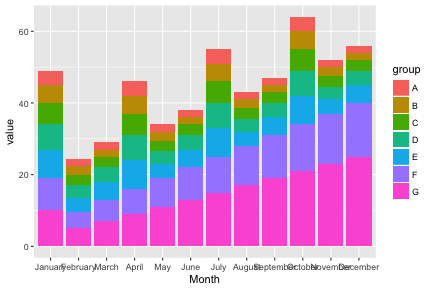 60
40
20
0
value
January February March April May June July August September October November December
Month
group
A
B
C
D
E
F
G